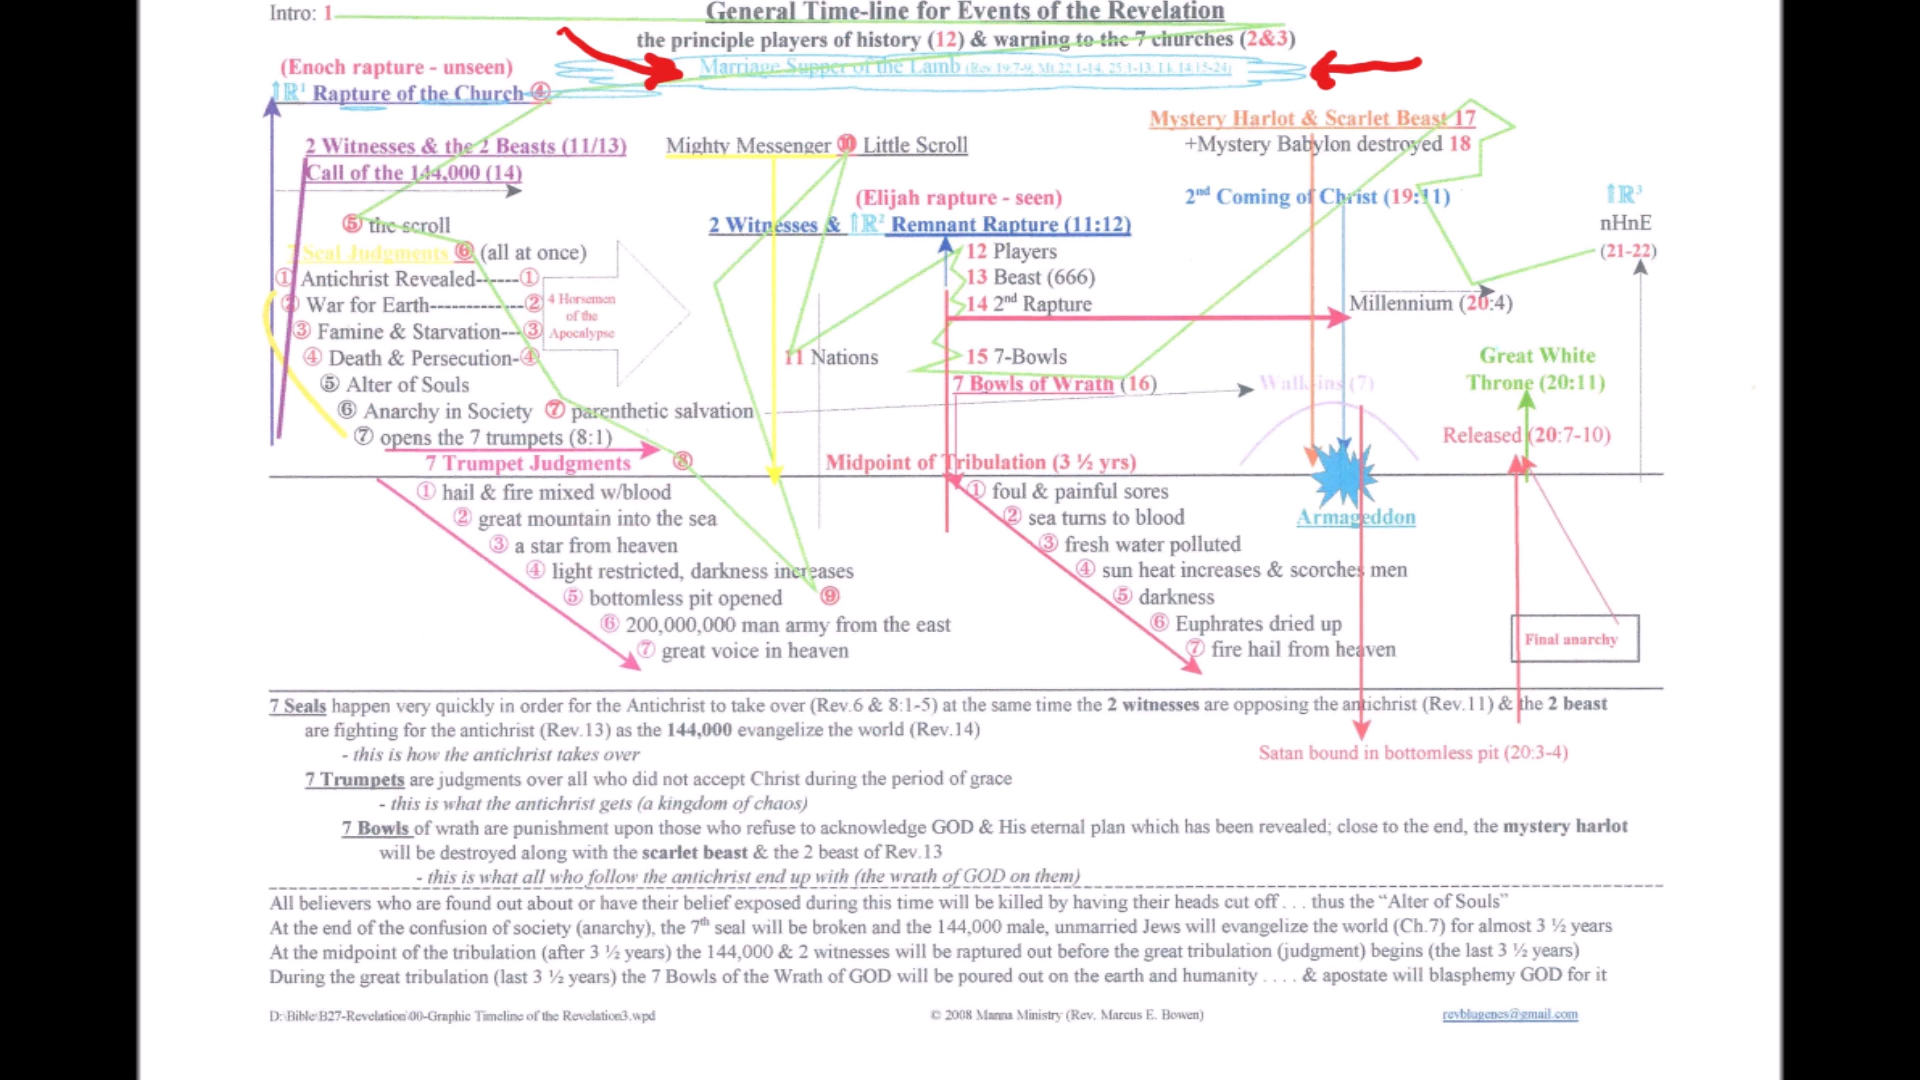 Intro: 1
General Time-line for Events of the Revelation
the principle players of history (12) & warning to the 7 churches (2&3)
(Enoch rapture - unseen)
Marriage Supper of the Lamb (Rev 19:7-9, Mt 22:1-14, 25:1-13, Lk 14:15-24)
⇑R¹ Rapture of the Church ④
Mystery Harlot & Scarlet Beast 17
+Mystery Babylon destroyed 18
2 Witnesses & the 2 Beasts (11/13)
Call of the 144,000 (14)
Mighty Messenger ⑩ Little Scroll
(Elijah rapture - seen)
2nd Coming of Christ (19:11)
⇑R³
nHnE
(21-22)
⑤ the scroll
2 Witnesses & ⇑R² Remnant Rapture (11:12)
7 Seal Judgments ⑥ (all at once)
12 Players
① Antichrist Revealed------①
13 Beast (666)
② War for Earth------------②
4 Horsemen
of the
Apocalypse
14 2nd Rapture
Millennium (20:4)
③ Famine & Starvation---③
④ Death & Persecution-④
11 Nations
15 7-Bowls
Great White
Throne (20:11)
⑤ Alter of Souls
7 Bowls of Wrath (16)
Walk-ins (7)
⑥ Anarchy in Society ⑦ parenthetic salvation
⑦ opens the 7 trumpets (8:1)
Released (20:7-10)
7 Trumpet Judgments ⑧
Midpoint of Tribulation (3 ½ yrs)
① hail & fire mixed w/blood
② great mountain into the sea
③ a star from heaven
④ light restricted, darkness increases
⑤ bottomless pit opened ⑨
⑥ 200,000,000 man army from the east
⑦ great voice in heaven
① foul & painful sores
② sea turns to blood
③ fresh water polluted
④ sun heat increases & scorches men
⑤ darkness
⑥ Euphrates dried up
⑦ fire hail from heaven
Armageddon
Final anarchy
7 Seals happen very quickly in order for the Antichrist to take over (Rev.6 & 8:1-5) at the same time the 2 witnesses are opposing the antichrist (Rev.11) & the 2 beast
are fighting for the antichrist (Rev.13) as the 144,000 evangelize the world (Rev.14)
- this is how the antichrist takes over
Satan bound in bottomless pit (20:3-4)
7 Trumpets are judgments over all who did not accept Christ during the period of grace
- this is what the antichrist gets (a kingdom of chaos)
7 Bowls of wrath are punishment upon those who refuse to acknowledge GOD & His eternal plan which has been revealed; close to the end, the mystery harlot
will be destroyed along with the scarlet beast & the 2 beast of Rev.13
- this is what all who follow the antichrist end up with (the wrath of GOD on them)
All believers who are found out about or have their belief exposed during this time will be killed by having their heads cut off . . . thus the “Alter of Souls”
At the end of the confusion of society (anarchy), the 7th seal will be broken and the 144,000 male, unmarried Jews will evangelize the world (Ch.7) for almost 3 ½ years
At the midpoint of the tribulation (after 3 ½ years) the 144,000 & 2 witnesses will be raptured out before the great tribulation (judgment) begins (the last 3 ½ years)
During the great tribulation (last 3 ½ years) the 7 Bowls of the Wrath of GOD will be poured out on the earth and humanity . . . . & apostate will blasphemy GOD for it
D:\Bible\B27-Revelation\00-Graphic Timeline of the Revelation3.wpd
© 2008 Manna Ministry (Rev. Marcus E. Bowen)
revblugenes@gmail.com